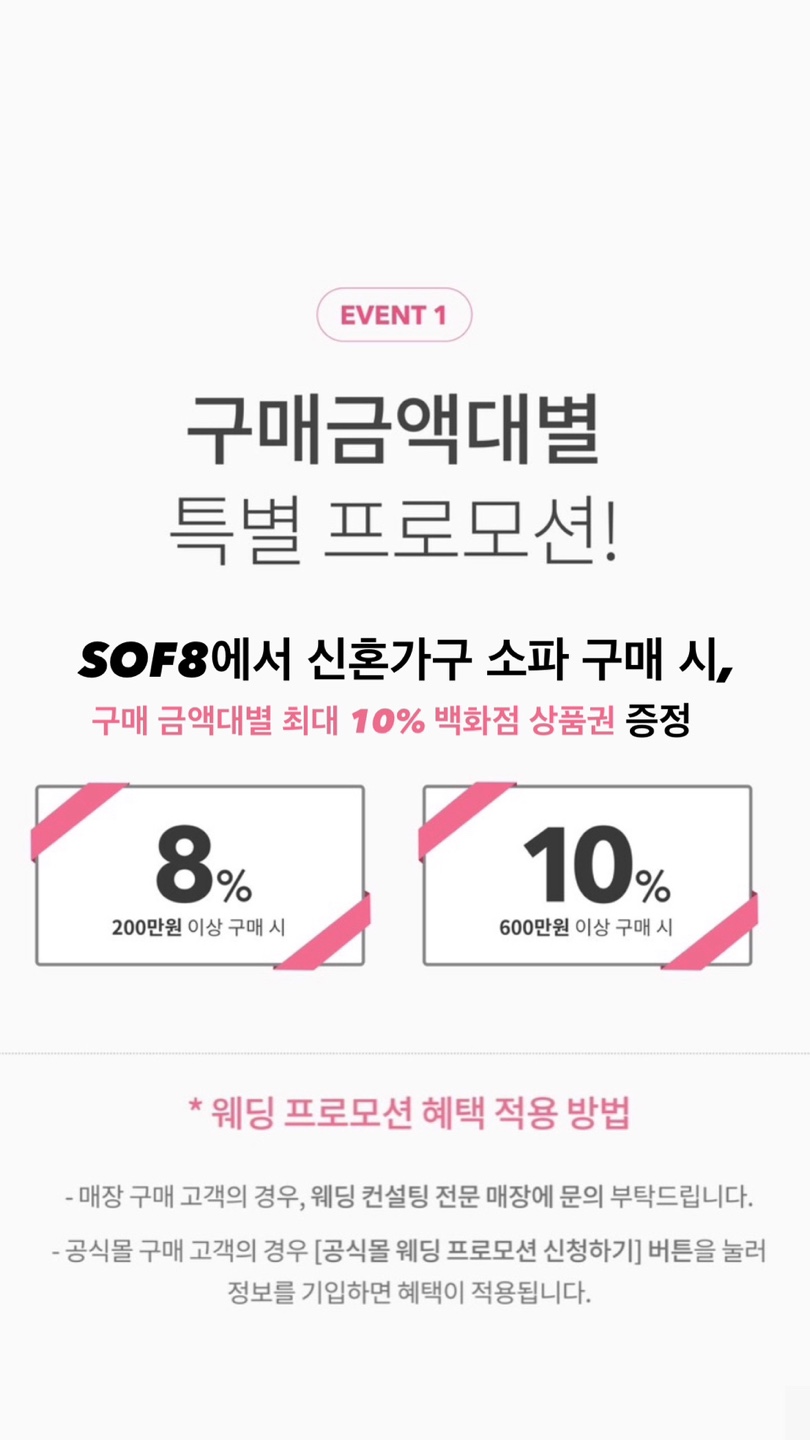 EVENT 1
구매금액대별
특별 프로모션!
SOF8에서 신혼가구 소파 구매 시,
구매 금액대별 최대 10% 백화점 상품권 증정
8%
200만원 이상 구매 시
10%
600만원 이상 구매 시
* 웨딩 프로모션 혜택 적용 방법
- 매장 구매 고객의 경우, 웨딩 컨설팅 전문 매장에 문의 부탁드립니다.
- 공식몰 구매 고객의 경우 [공식몰 웨딩 프로모션 신청하기] 버튼을 눌러
정보를 기입하면 혜택이 적용됩니다.